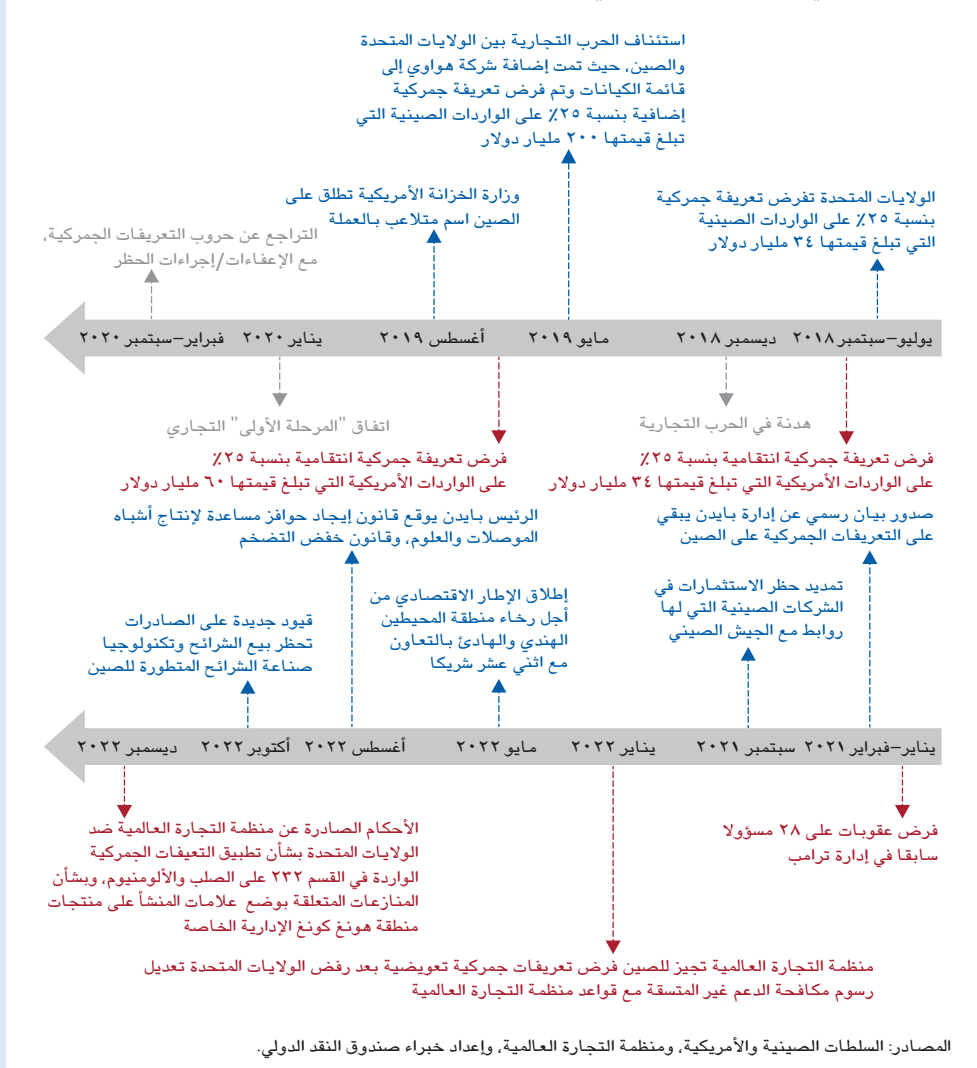 استئناف الحرب التجارية بين الولايات المتحدة
والصين، حيث تمت إضافة شركة هواوي إلى
قائمة الكيانات وتم فرض تعريفة جمركية
إضافية بنسبة ٢٥٪ على الواردات الصينية التي
تبلغ قيمتها ٢٠٠ مليار دولار
الولايات المتحدة تفرض تعريفة جمركية
بنسبة ٢٥٪ على الواردات الصينية
التي تبلغ قيمتها ٣٤ مليار دولار
وزارة الخزانة الأمريكية تطلق على
الصين اسم متلاعب بالعملة
التراجع عن حروب التعريفات الجمركية،
مع الإعفاءات/إجراءات الحظر
يوليو–سبتمبر ٢٠١٨
ديسمبر ٢٠١٨
مايو ٢٠١٩
أغسطس ٢٠١٩
يناير ٢٠٢٠
فبراير–سبتمبر ٢٠٢٠
هدنة في الحرب التجارية
اتفاق "المرحلة الأولى" التجاري
فرض تعريفة جمركية انتقامية بنسبة ٢٥٪
على الواردات الأمريكية التي تبلغ قيمتها ٣٤ مليار دولار
فرض تعريفة جمركية انتقامية بنسبة ٢٥٪
على الواردات الأمريكية التي تبلغ قيمتها ٦٠ مليار دولار
صدور بيان رسمي عن إدارة بايدن يبقي
على التعريفات الجمركية على الصين
الرئيس بايدن يوقع قانون إيجاد حوافز مساعدة لإنتاج أشباه
الموصلات والعلوم، وقانون خفض التضخم
تمديد حظر الاستثمارات في
الشركات الصينية التي لها
روابط مع الجيش الصيني
إطلاق الإطار الاقتصادي من
أجل رخاء منطقة المحيطين
الهندي والهادئ بالتعاون
مع اثني عشر شريكا
قيود جديدة على الصادرات
تحظر بيع الشرائح وتكنولوجيا
صناعة الشرائح المتطورة للصين
يناير–فبراير ٢٠٢١
سبتمبر ٢٠٢١
يناير ٢٠٢٢
مايو ٢٠٢٢
أغسطس ٢٠٢٢
أكتوبر ٢٠٢٢
ديسمبر ٢٠٢٢
فرض عقوبات على ٢٨ مسؤولا
سابقا في إدارة ترامب
الأحكام الصادرة عن منظمة التجارة العالمية ضد
الولايات المتحدة بشأن تطبيق التعيفات الجمركية
الواردة في القسم ٢٣٢ على الصلب والألومنيوم، وبشأن
المنازعات المتعلقة بوضع علامات المنشأ على منتجات
منطقة هونغ كونغ الإدارية الخاصة
منظمة التجارة العالمية تجيز للصين فرض تعريفات جمركية تعويضية بعد رفض الولايات المتحدة تعديل
رسوم مكافحة الدعم غير المتسقة مع قواعد منظمة التجارة العالمية
المصادر: السلطات الصينية والأمريكية، ومنظمة التجارة العالمية، وإعداد خبراء صندوق النقد الدولي.